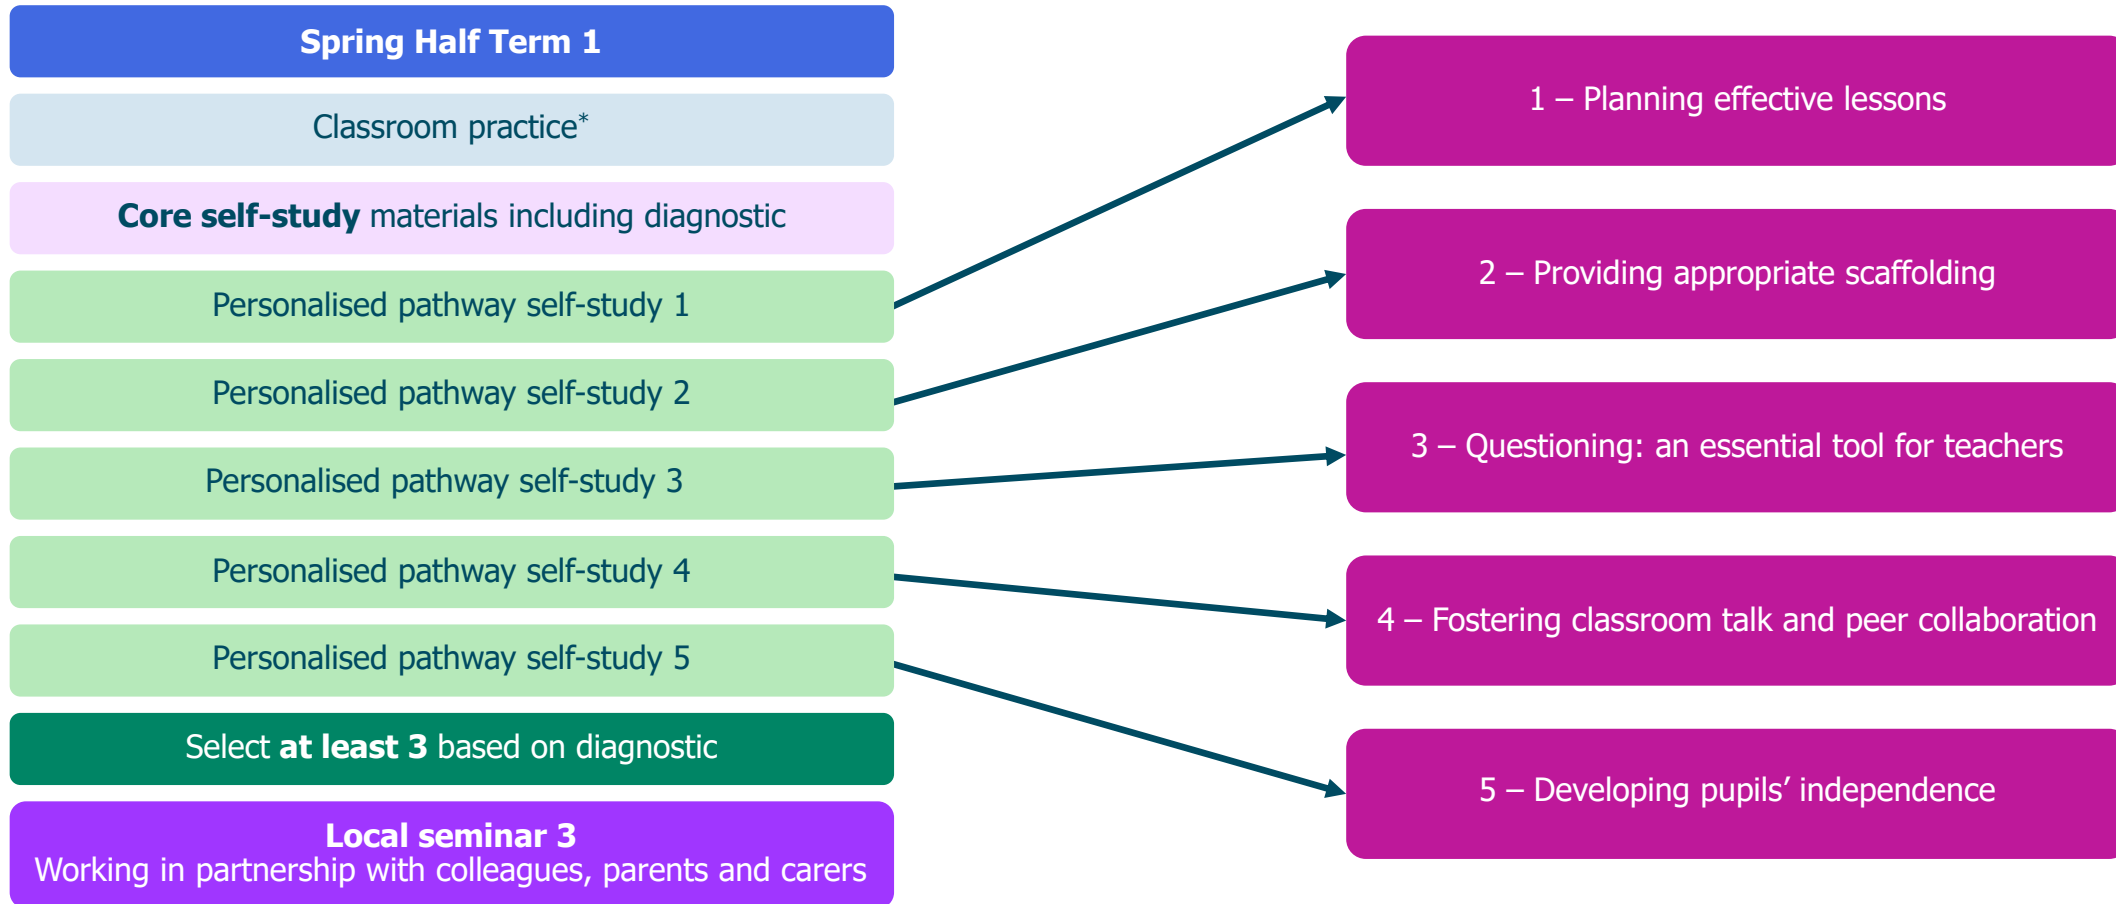 Spring Half Term 1
Classroom practice*
Core self-study materials including diagnostic
Personalised pathway self-study 1
Personalised pathway self-study 2
Personalised pathway self-study 3
Personalised pathway self-study 4
Personalised pathway self-study 5
Select at least 3 based on diagnostic
Local seminar 3
Working in partnership with colleagues, parents and carers
1 – Planning effective lessons
2 – Providing appropriate scaffolding
3 – Questioning: an essential tool for teachers
4 – Fostering classroom talk and peer collaboration
5 – Developing pupils’ independence